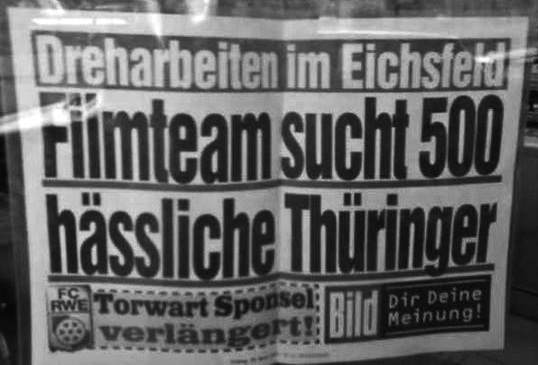 Dreharbeiten im Eichsfeld
Filmteam sucht 500
hässliche Thüringer
FC
RWE
Torwart Sponsel
verlängert!
Bild
Dir Deine
Meinung!